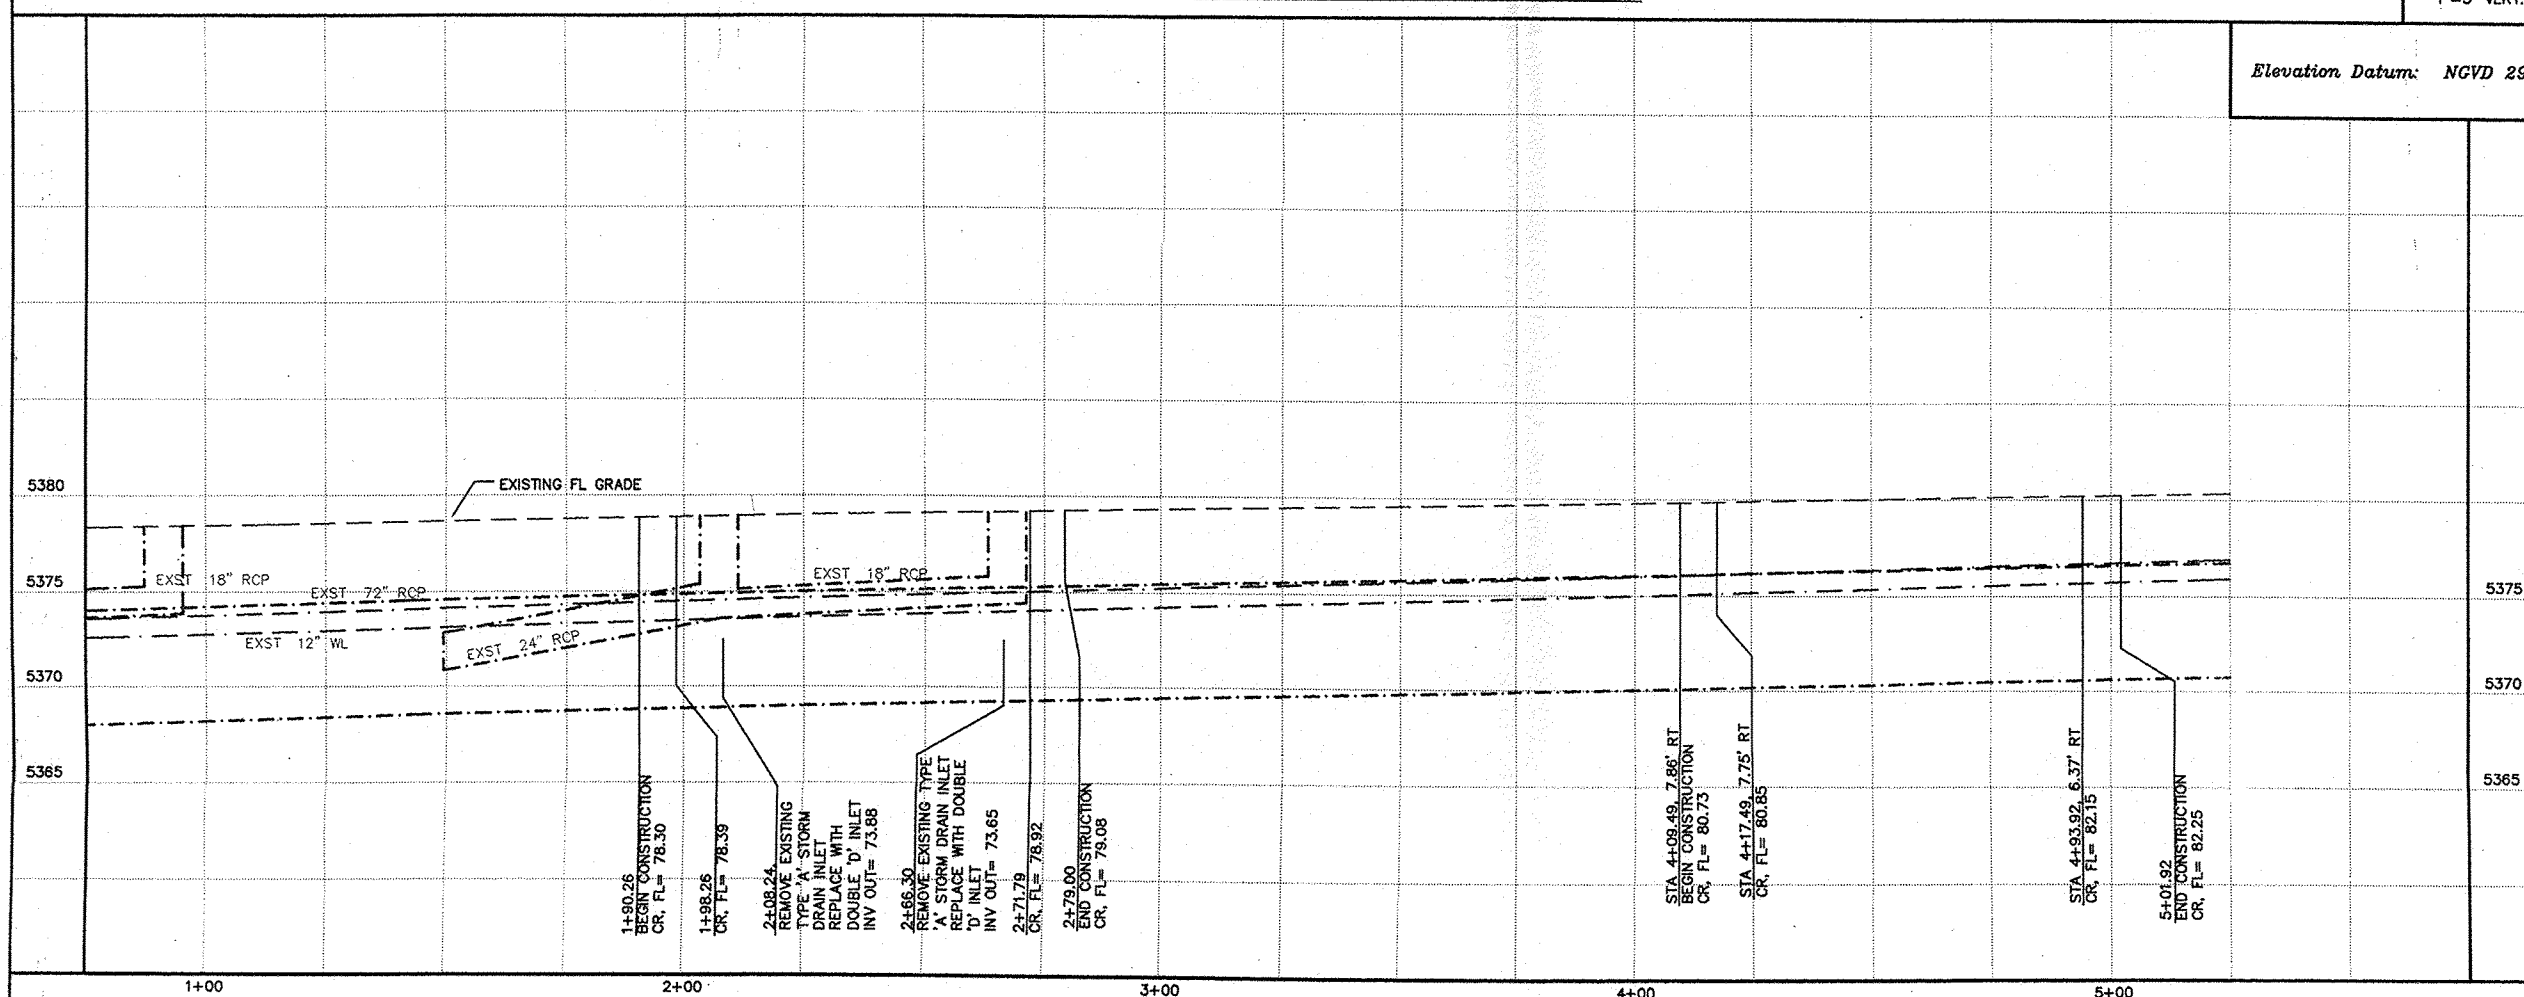 Elevation Datum: NGVD 29
5380
EXISTING FL GRADE
5375
EXST 18" RCP
EXST 72" RCP
EXST 18" RCP
5375
EXST 12" WL
EXST 24" RCP
5370
5370
5365
5365
1+90.26
BEGIN CONSTRUCTION
CR, FL= 78.30
1+98.26
CR, FL= 78.39
2+08.24
REMOVE EXISTING
TYPE 'A' STORM
DRAIN INLET
REPLACE WITH
DOUBLE 'D' INLET
INV OUT= 73.88
2+66.30
REMOVE EXISTING TYPE
'A' STORM DRAIN INLET
REPLACE WITH DOUBLE
'D' INLET
INV OUT= 73.65
2+71.79
CR, FL= 78.92
2+79.00
END CONSTRUCTION
CR, FL= 79.08
STA 4+09.49, 7.86' RT
BEGIN CONSTRUCTION
CR, FL= 80.73
STA 4+17.49, 7.75' RT
CR, FL= 80.85
STA 4+93.92, 6.37' RT
CR, FL= 82.15
5+01.92
END CONSTRUCTION
CR, FL= 82.25
1+00
2+00
3+00
4+00
5+00